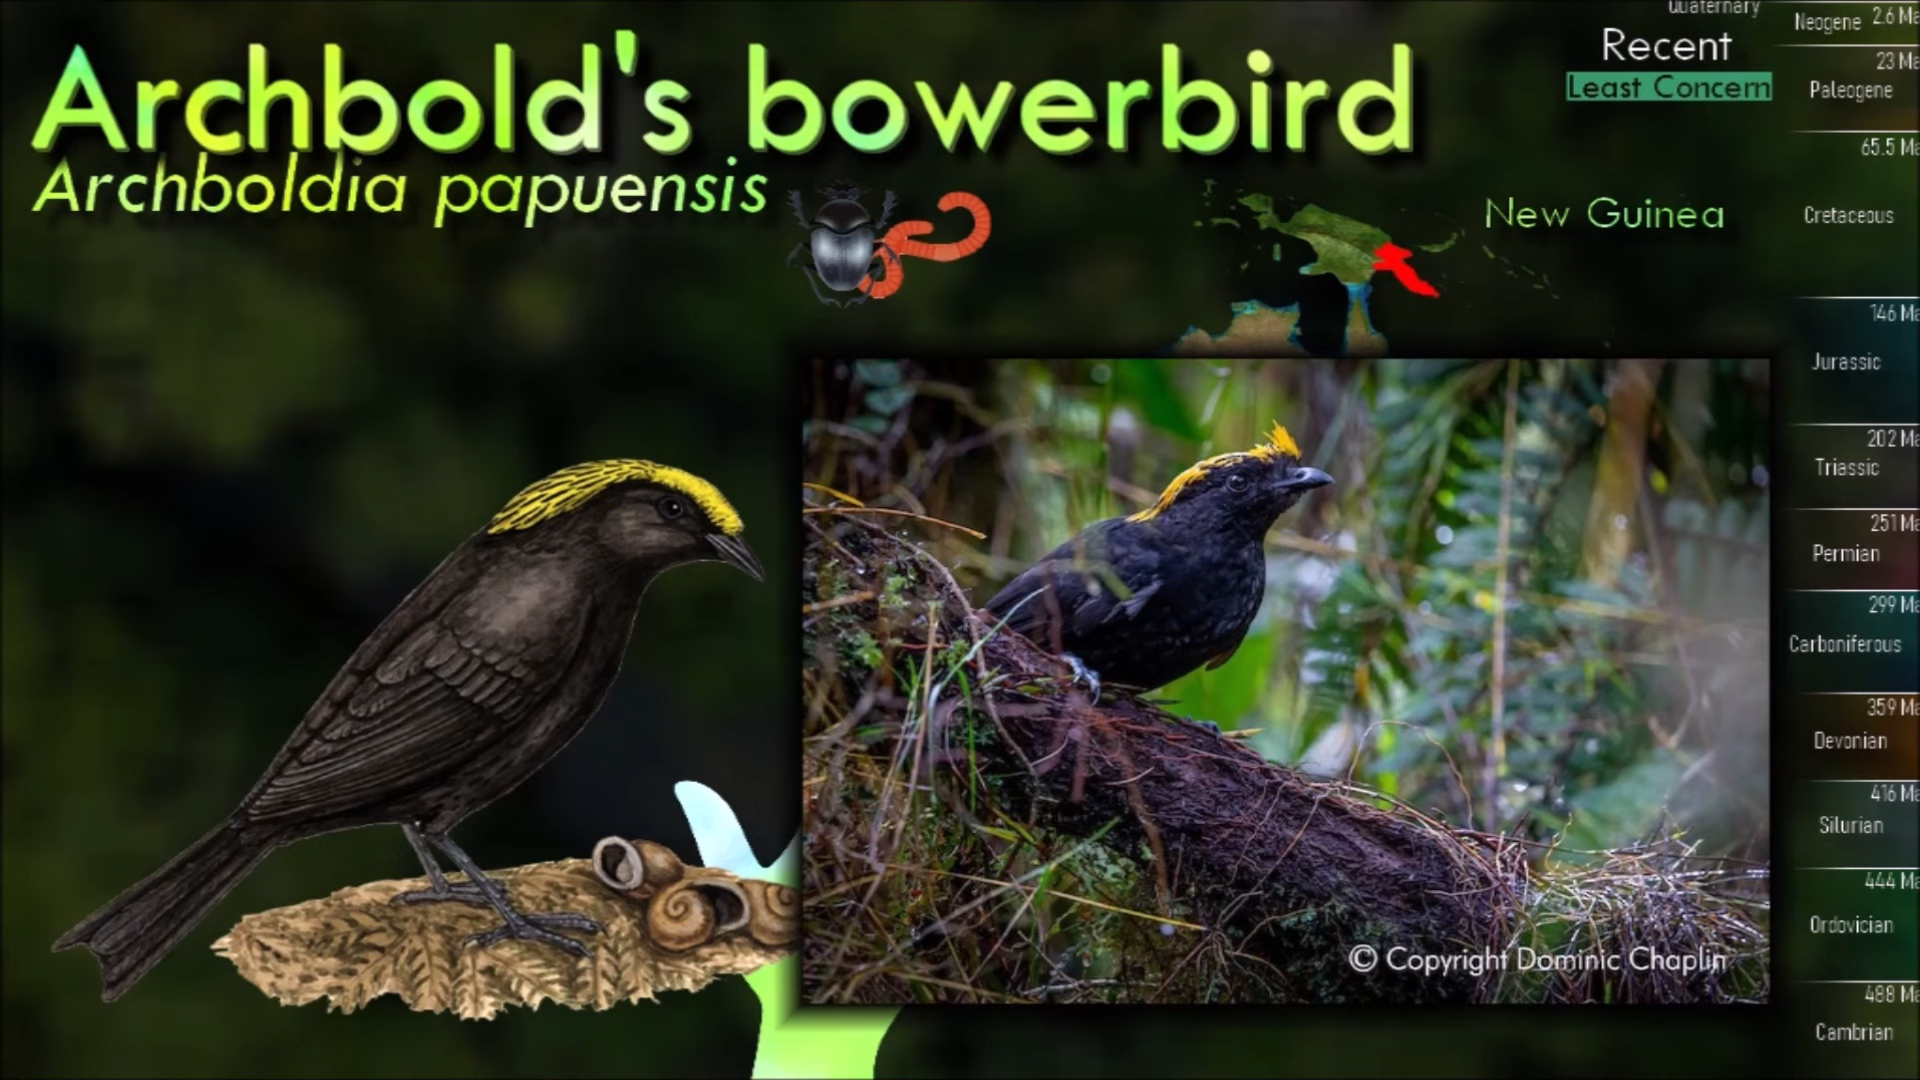 Archbold's bowerbird
Archboldia papuensis
Quaternary
Recent
Least Concern
New Guinea
Neogene 2.6 Ma
23 Ma
Paleogene
65.5 Ma
Cretaceous
146 Ma
Jurassic
202 Ma
Triassic
251 Ma
Permian
299 Ma
Carboniferous
359 Ma
Devonian
416 Ma
Silurian
444 Ma
Ordovician
488 Ma
Cambrian
© Copyright Dominic Chaplin